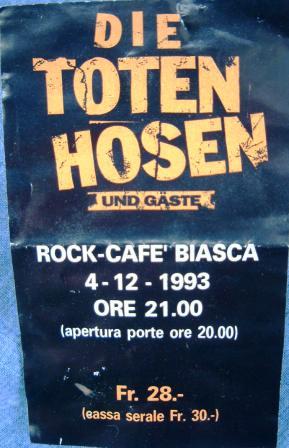 DIE
TOTEN
HOSEN
UND GÄSTE
ROCK-CAFE' BIASCA
4-12-1993
ORE 21.00
(apertura porte ore 20.00)
Fr. 28.-
(cassa serale Fr. 30.-)